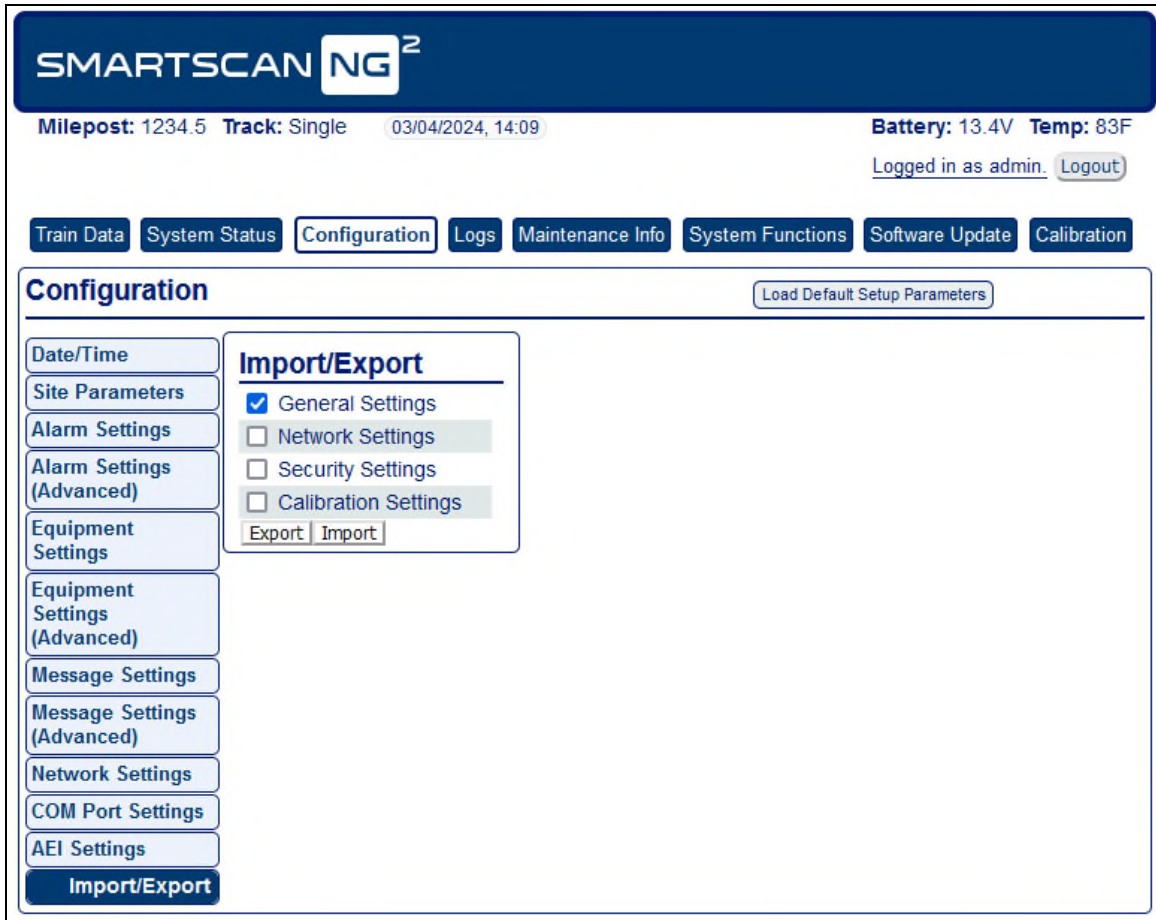 SMARTSCAN NG2
Milepost: 1234.5 Track: Single 03/04/2024, 14:09 Battery: 13.4V Temp: 83F
Logged in as admin. Logout
Train Data System Status Configuration Logs Maintenance Info System Functions Software Update Calibration
Configuration Load Default Setup Parameters
Date/Time
Site Parameters
Alarm Settings
Alarm Settings
(Advanced)
Equipment
Settings
Equipment
Settings
(Advanced)
Message Settings
Message Settings
(Advanced)
Network Settings
COM Port Settings
AEI Settings
Import/Export
Import/Export
General Settings
Network Settings
Security Settings
Calibration Settings
Export Import